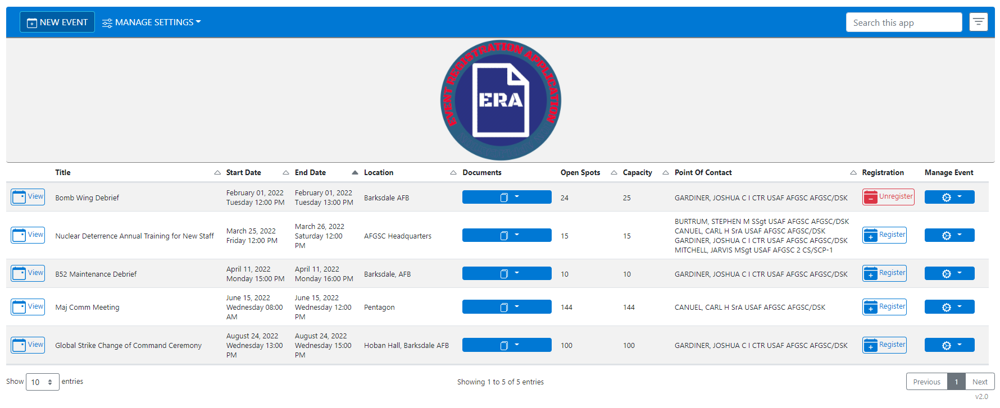 NEW EVENT MANAGE SETTINGS Search this app
EVENT REGISTRATION APPLICATION
ERA
Title Start Date End Date Location Documents Open Spots Capacity Point Of Contact Registration Manage Event
View Bomb Wing Debrief February 01, 2022 February 01, 2022 Barksdale AFB 24 25 GARDINER, JOSHUA C I CTR USAF AFGSC AFGSC/DSK Unregister
Tuesday 12:00 PM Tuesday 13:00 PM
View Nuclear Deterrence Annual Training for New Staff March 25, 2022 March 26, 2022 AFGSC Headquarters 15 15 BURTRUM, STEPHEN M SSgt USAF AFGSC AFGSC/DSK Register
Friday 12:00 PM Saturday 12:00 CANUEL, CARL H SrA USAF AFGSC AFGSC/DSK
PM GARDINER, JOSHUA C I CTR USAF AFGSC AFGSC/DSK
MITCHELL, JARVIS MSgt USAF AFGSC 2 CS/SCP-1
View B52 Maintenance Debrief April 11, 2022 April 11, 2022 Barksdale, AFB 10 10 GARDINER, JOSHUA C I CTR USAF AFGSC AFGSC/DSK Register
Monday 15:00 PM Monday 16:00 PM
View Maj Comm Meeting June 15, 2022 June 15, 2022 Pentagon 144 144 CANUEL, CARL H SrA USAF AFGSC AFGSC/DSK Register
Wednesday 08:00 Wednesday 12:00
AM PM
View Global Strike Change of Command Ceremony August 24, 2022 August 24, 2022 Hoban Hall, Barksdale AFB 100 100 GARDINER, JOSHUA C I CTR USAF AFGSC AFGSC/DSK Register
Wednesday 13:00 Wednesday 15:00
PM PM
Show 10 entries Showing 1 to 5 of 5 entries Previous 1 Next
v2.0